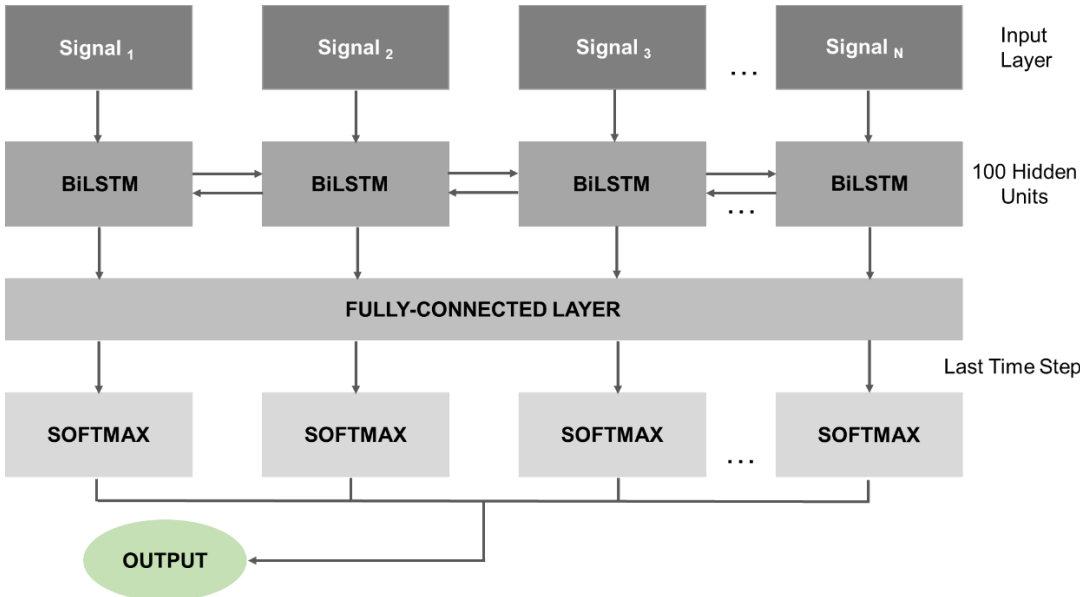 Signal 1
Signal 2
Signal 3
...
Signal N
Input
Layer
BiLSTM
BiLSTM
BiLSTM
...
BiLSTM
100 Hidden
Units
FULLY-CONNECTED LAYER
Last Time Step
SOFTMAX
SOFTMAX
SOFTMAX
...
SOFTMAX
OUTPUT